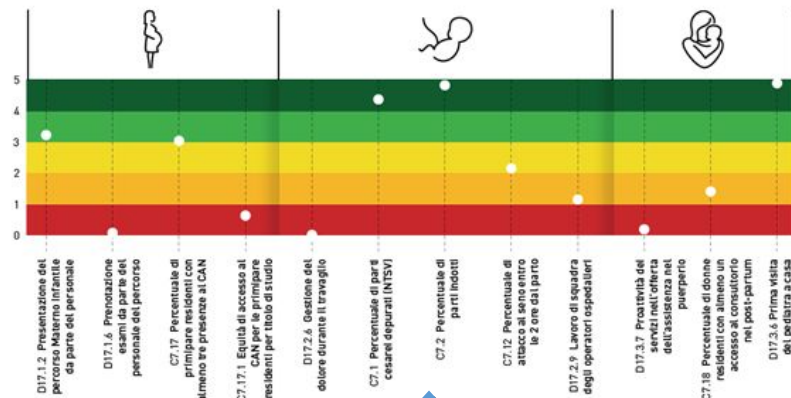 5
4
3
2
1
0
D17.1.2 Presentazione del
percorso Materno Infantile
da parte del personale
D17.1.6 Prenotazione
esami da parte del
personale del percorso
C7.17 Percentuale di
primipare residenti con
almeno tre presenze al CAN
C7.17.1 Equità di accesso al
CAN per le primipare
residenti per titolo di studio
D17.2.6 Gestione del
dolore durante il travaglio
C7.1 Percentuale di parti
cesarei depurati (NTSV)
C7.2 Percentuale di
parti indotti
C7.12 Percentuale di
attacco al seno entro
le 2 ore dal parto
D17.2.9 Lavoro di squadra
degli operatori ospedalieri
D17.3.7 Proattività dei
servizi nell'offerta
dell'assistenza nel
puerperio
C7.18 Percentuale di donne
residenti con almeno un
accesso al consultorio
nel post-partum
D17.3.6 Prima visita
del pediatra a casa